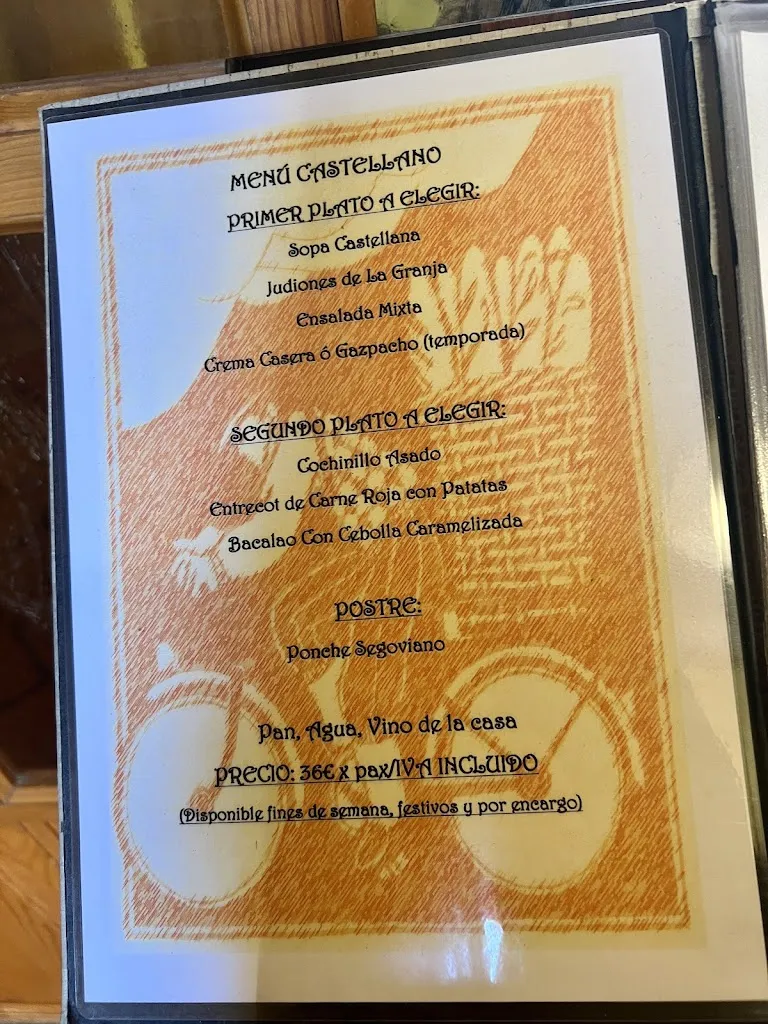 MENÚ CASTELLANO
PRIMER PLATO A ELEGIR:
Sopa Castellana
Judiones de La Granja
Ensalada Mixta
Crema Casera ó Gazpacho (temporada)
SEGUNDO PLATO A ELEGIR:
Cochinillo Asado
Entrecot de Carne Roja con Patatas
Bacalao Con Cebolla Caramelizada
POSTRE:
Ponche Segoviano
Pan, Agua, Vino de la casa
PRECIO: 36€ x pax/IVA INCLUIDO
(Disponible fines de semana, festivos y por encargo)